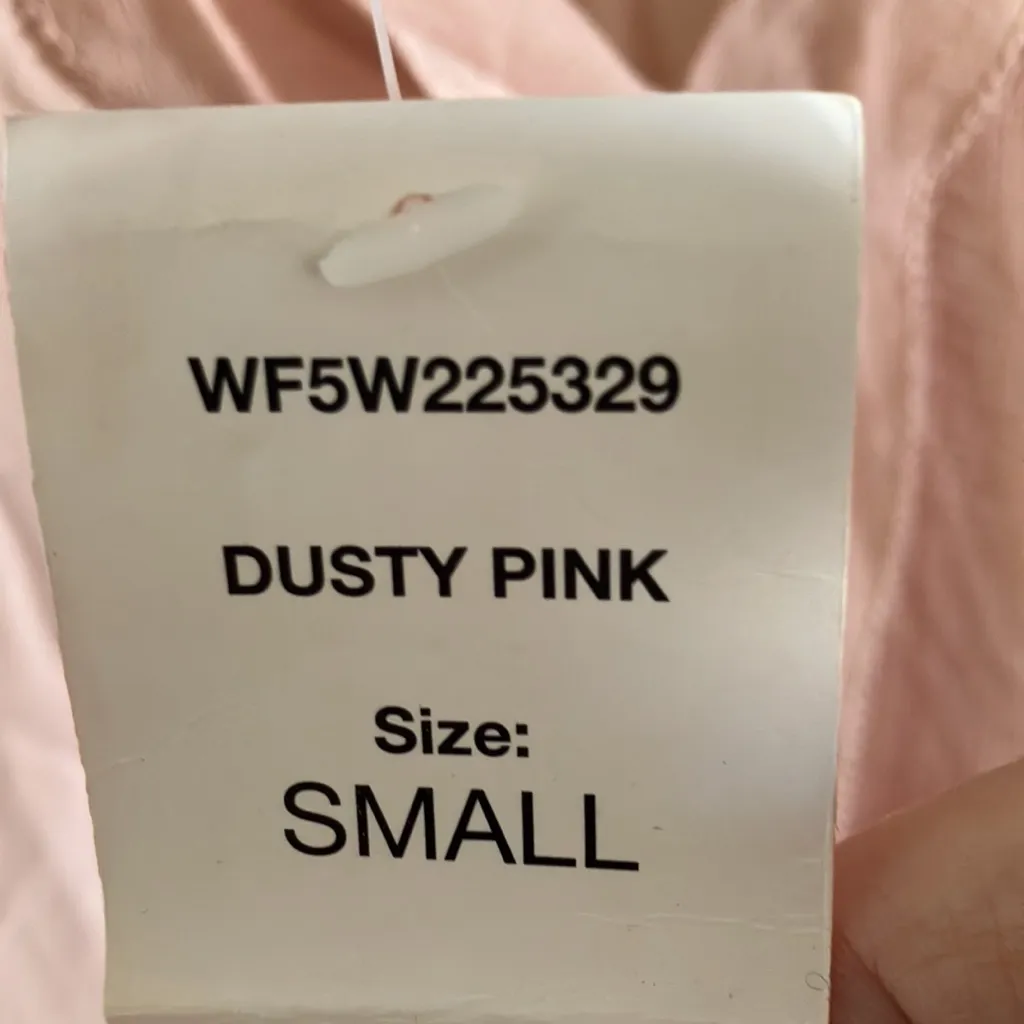 WF5W225329
DUSTY PINK
Size:
SMALL